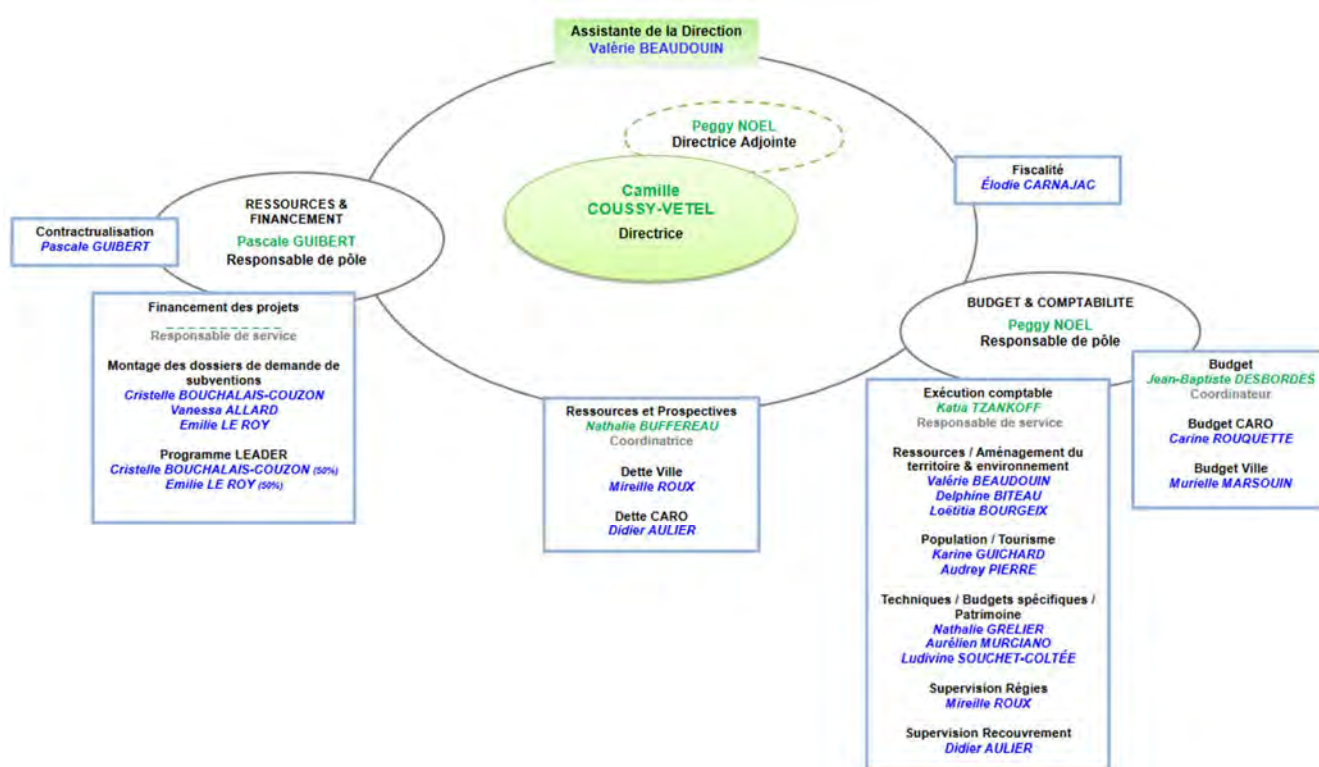 Assistante de la Direction
Valérie BEAUDOUIN
Peggy NOEL
Directrice Adjointe
Camille
COUSSY-VETEL
Directrice
Fiscalité
Élodie CARNAJAC
RESSOURCES &
FINANCEMENT
Pascale GUIBERT
Responsable de pôle
Contractualisation
Pascale GUIBERT
Financement des projets
Responsable de service
Montage des dossiers de demande de
subventions
Cristelle BOUCHALAIS-COUZON
Vanessa ALLARD
Emilie LE ROY
Programme LEADER
Cristelle BOUCHALAIS-COUZON (50%)
Emilie LE ROY (50%)
Ressources et Prospectives
Nathalie BUFFEREAU
Coordinatrice
Dette Ville
Mireille ROUX
Dette CARO
Didier AULIER
BUDGET & COMPTABILITE
Peggy NOEL
Responsable de pôle
Exécution comptable
Katia TZANKOFF
Responsable de service
Ressources / Aménagement du
territoire & environnement
Valérie BEAUDOUIN
Delphine BITEAU
Loëtitia BOURGEIX
Population / Tourisme
Karine GUICHARD
Audrey PIERRE
Techniques / Budgets spécifiques /
Patrimoine
Nathalie GRELIER
Aurélien MURCIANO
Ludivine SOUCHET-COLTÉE
Supervision Régies
Mireille ROUX
Supervision Recouvrement
Didier AULIER
Budget
Jean-Baptiste DESBORDES
Coordinateur
Budget CARO
Carine ROUQUETTE
Budget Ville
Murielle MARSOUIN